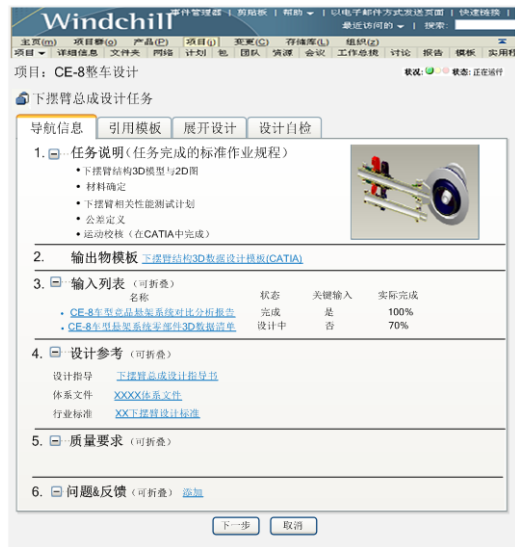 Windchill
事件管理器 | 剪贴板 | 帮助 | 以电子邮件方式发送页面 | 快速链接 |
最近访问的 | 搜索:
主页(m) 项目群(o) 产品(P) 项目(j) 变更(C) 存储库(L) 组织(z)
项目 详细信息 文件夹 网络 计划 包 团队 资源 会议 工作总揽 讨论 报告 模板 实用程
项目：CE-8整车设计
状况: 状态: 正在运行
下摆臂总成设计任务
导航信息 引用模板 展开设计 设计自检
1. 任务说明(任务完成的标准作业规程)
•下摆臂结构3D模型与2D图
• 材料确定
• 下摆臂相关性能测试计划
• 公差定义
•运动校核（在CATIA中完成）
2. 输出物模板 下摆臂结构3D数据设计模板(CATIA)
3. 输入列表（可折叠）
名称 状态 关键输入 实际完成
• CE-8车型竞品悬架系统对比分析报告 完成 是 100%
• CE-8车型悬架系统零部件3D数据清单 设计中 否 70%
4. 设计参考（可折叠）
设计指导 下摆臂总成设计指导书
体系文件 XXXX体系文件
行业标准 XX下摆臂设计标准
5. 质量要求（可折叠）
6. 问题&反馈（可折叠） 添加
下一步 取消